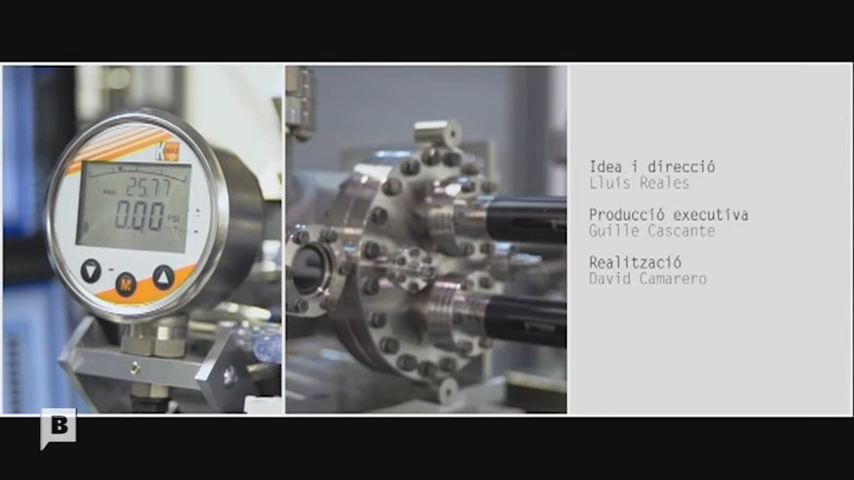 25.77
0.00 PSI
M
Idea i direcció
Lluís Reales
Producció executiva
Guille Cascante
Realització
David Camarero
B